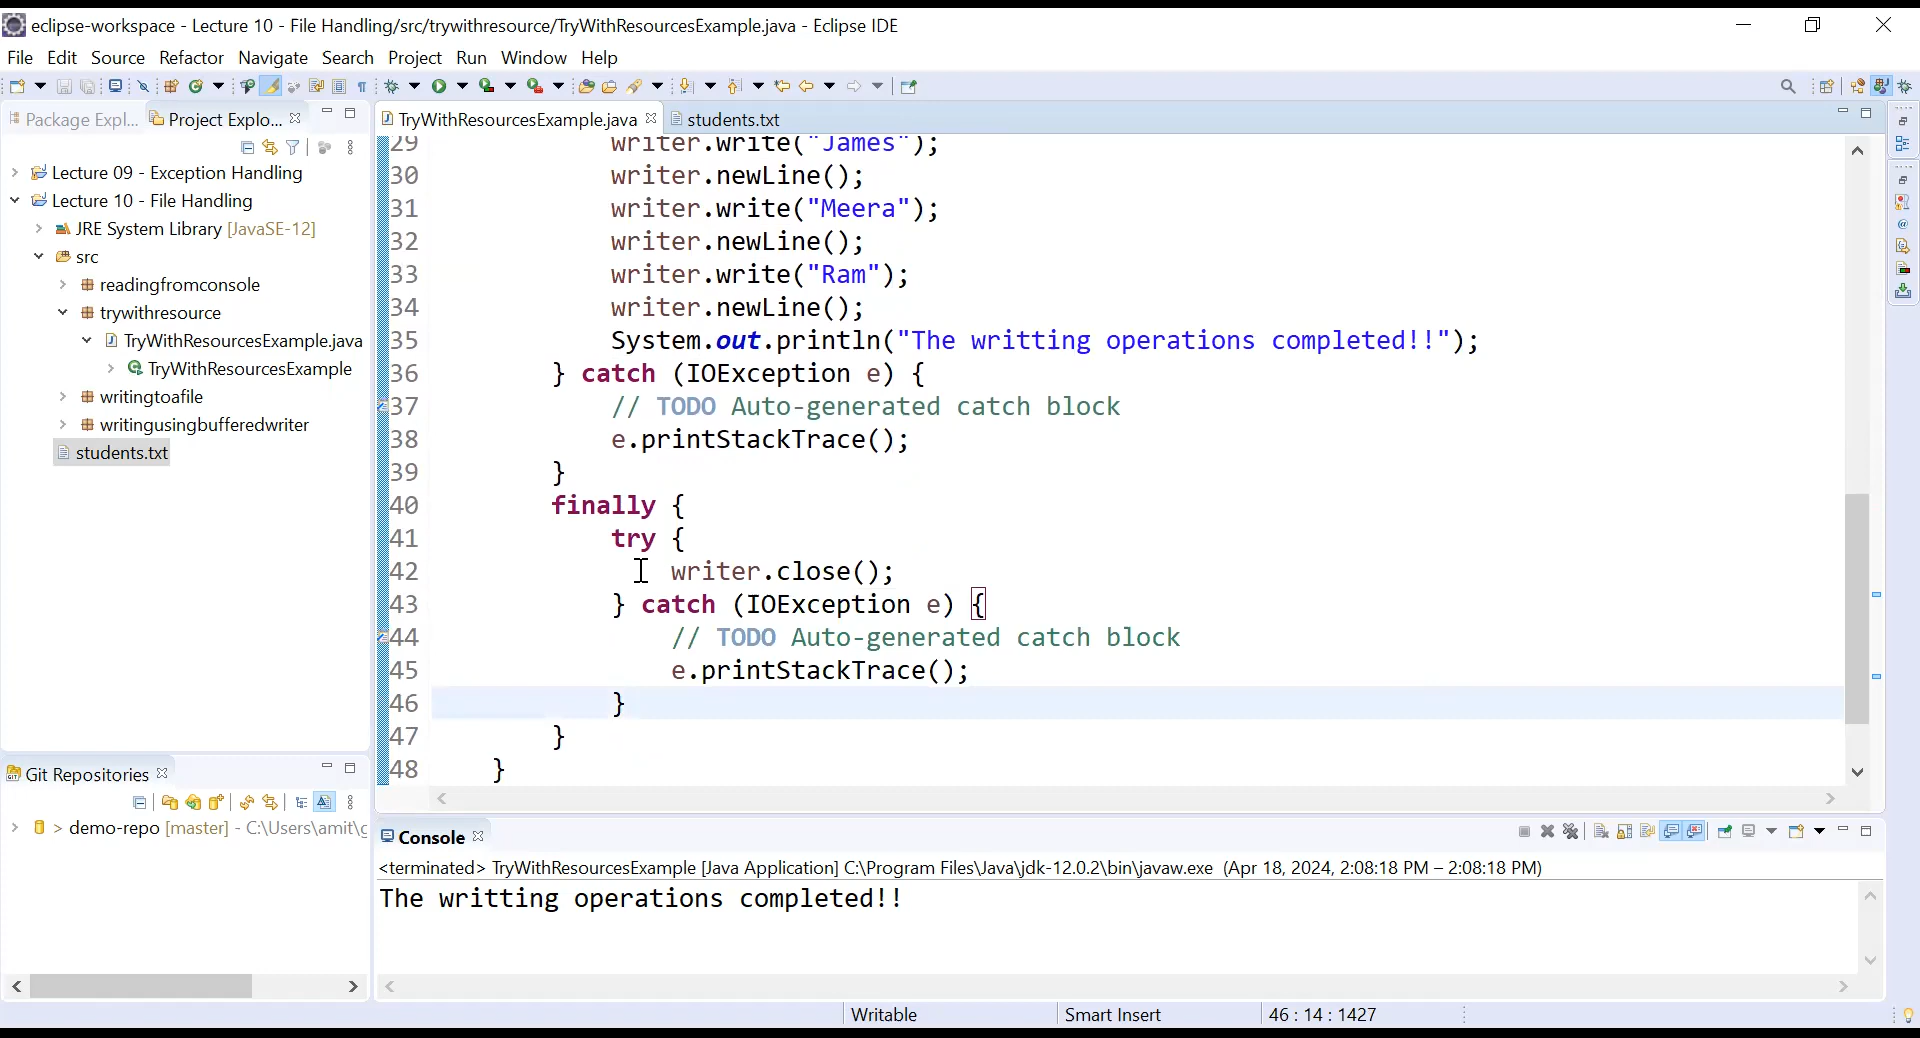 eclipse-workspace - Lecture 10 - File Handling/src/trywithresource/TryWithResourcesExample.java - Eclipse IDE
File Edit Source Refactor Navigate Search Project Run Window Help
Package Expl... Project Explo...
TryWithResourcesExample.java students.txt
Lecture 09 - Exception Handling
Lecture 10 - File Handling
JRE System Library [JavaSE-12]
src
readingfromconsole
trywithresource
TryWithResourcesExample.java
TryWithResourcesExample
writingtoafile
writingusingbufferedwriter
students.txt
29 writer.write("James");
30 writer.newLine();
31 writer.write("Meera");
32 writer.newLine();
33 writer.write("Ram");
34 writer.newLine();
35 System.out.println("The writting operations completed!!");
36 } catch (IOException e) {
37 // TODO Auto-generated catch block
38 e.printStackTrace();
39 }
40 finally {
41 try {
42 writer.close();
43 } catch (IOException e) {
44 // TODO Auto-generated catch block
45 e.printStackTrace();
46 }
47 }
48 }
Git Repositories
> demo-repo [master] - C:\Users\amit\g
Console
<terminated> TryWithResourcesExample [Java Application] C:\Program Files\Java\jdk-12.0.2\bin\javaw.exe (Apr 18, 2024, 2:08:18 PM – 2:08:18 PM)
The writting operations completed!!
Writable Smart Insert 46 : 14 : 1427